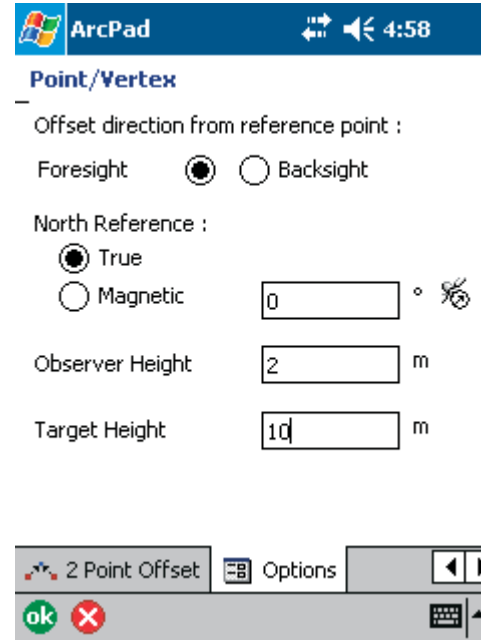 ArcPad 4:58
Point/Vertex
Offset direction from reference point :
Foresight Backsight
North Reference :
True
Magnetic 0 °
Observer Height 2 m
Target Height 10 m
2 Point Offset Options
ok